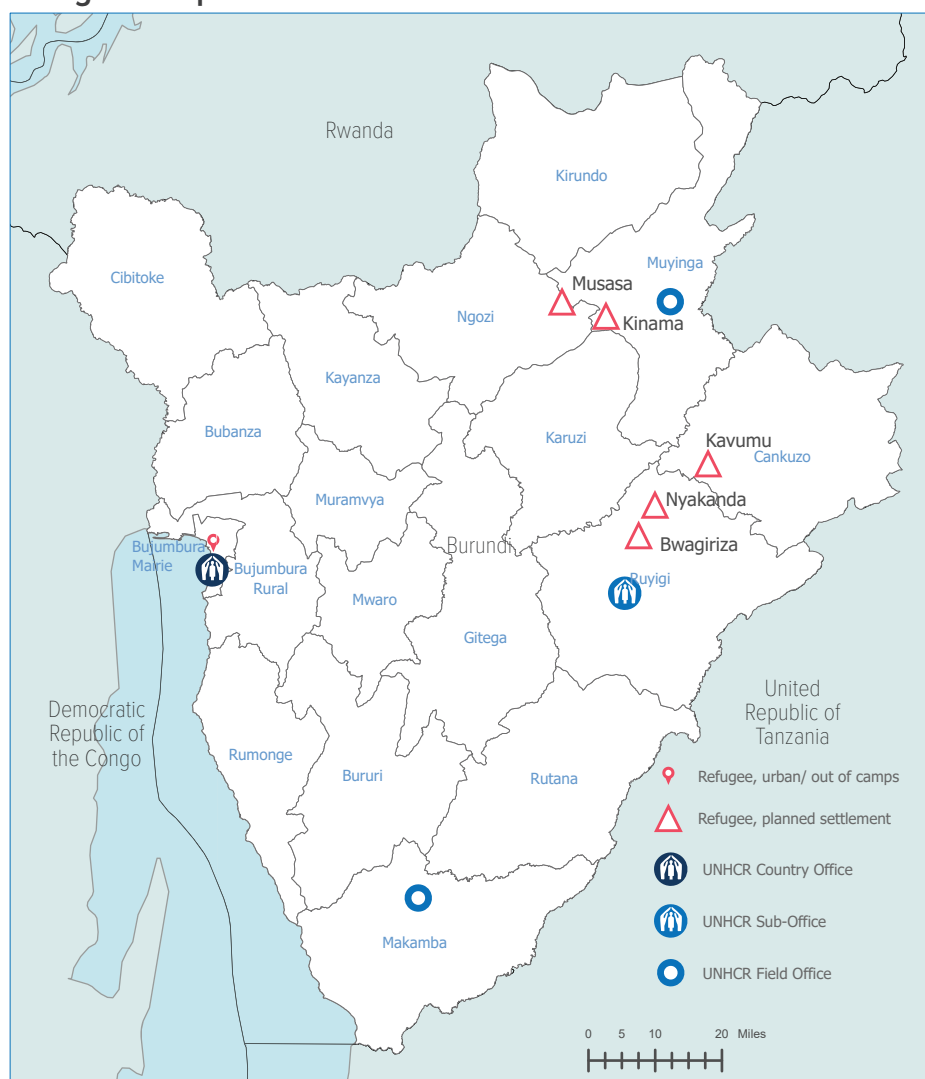 Rwanda
Kirundo
Cibitoke
Muyinga
Musasa
Ngozi
Kinama
Kayanza
Bubanza
Karuzi
Kavumu
Cankuzo
Muramvya
Nyakanda
Burundi
Bwagiriza
Bujumbura
Mairie
Bujumbura
Rural
Ruyigi
Mwaro
Gitega
United
Republic of
Tanzania
Democratic
Republic of
the Congo
Rumonge
Bururi
Rutana
Refugee, urban/ out of camps
Refugee, planned settlement
UNHCR Country Office
UNHCR Sub-Office
UNHCR Field Office
Makamba
0 5 10 20 Miles